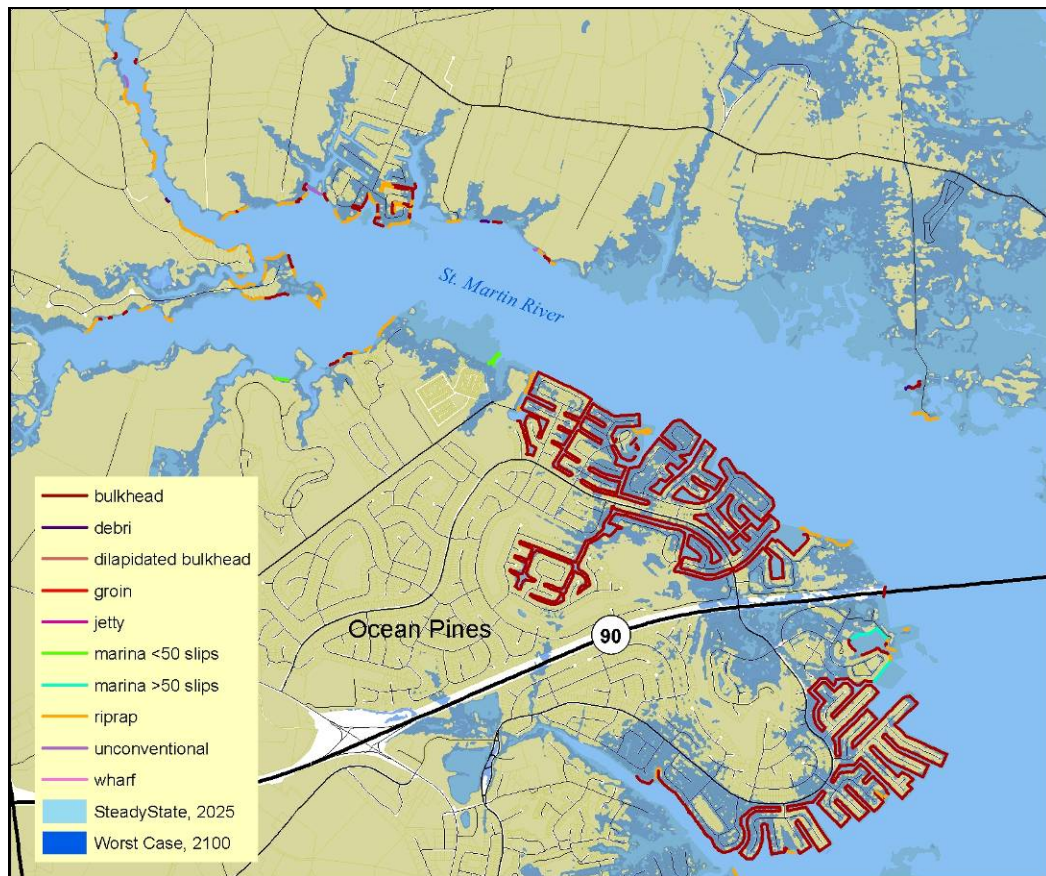 St. Martin River
Ocean Pines
90
bulkhead
debri
dilapidated bulkhead
groin
jetty
marina <50 slips
marina >50 slips
riprap
unconventional
wharf
SteadyState, 2025
Worst Case, 2100